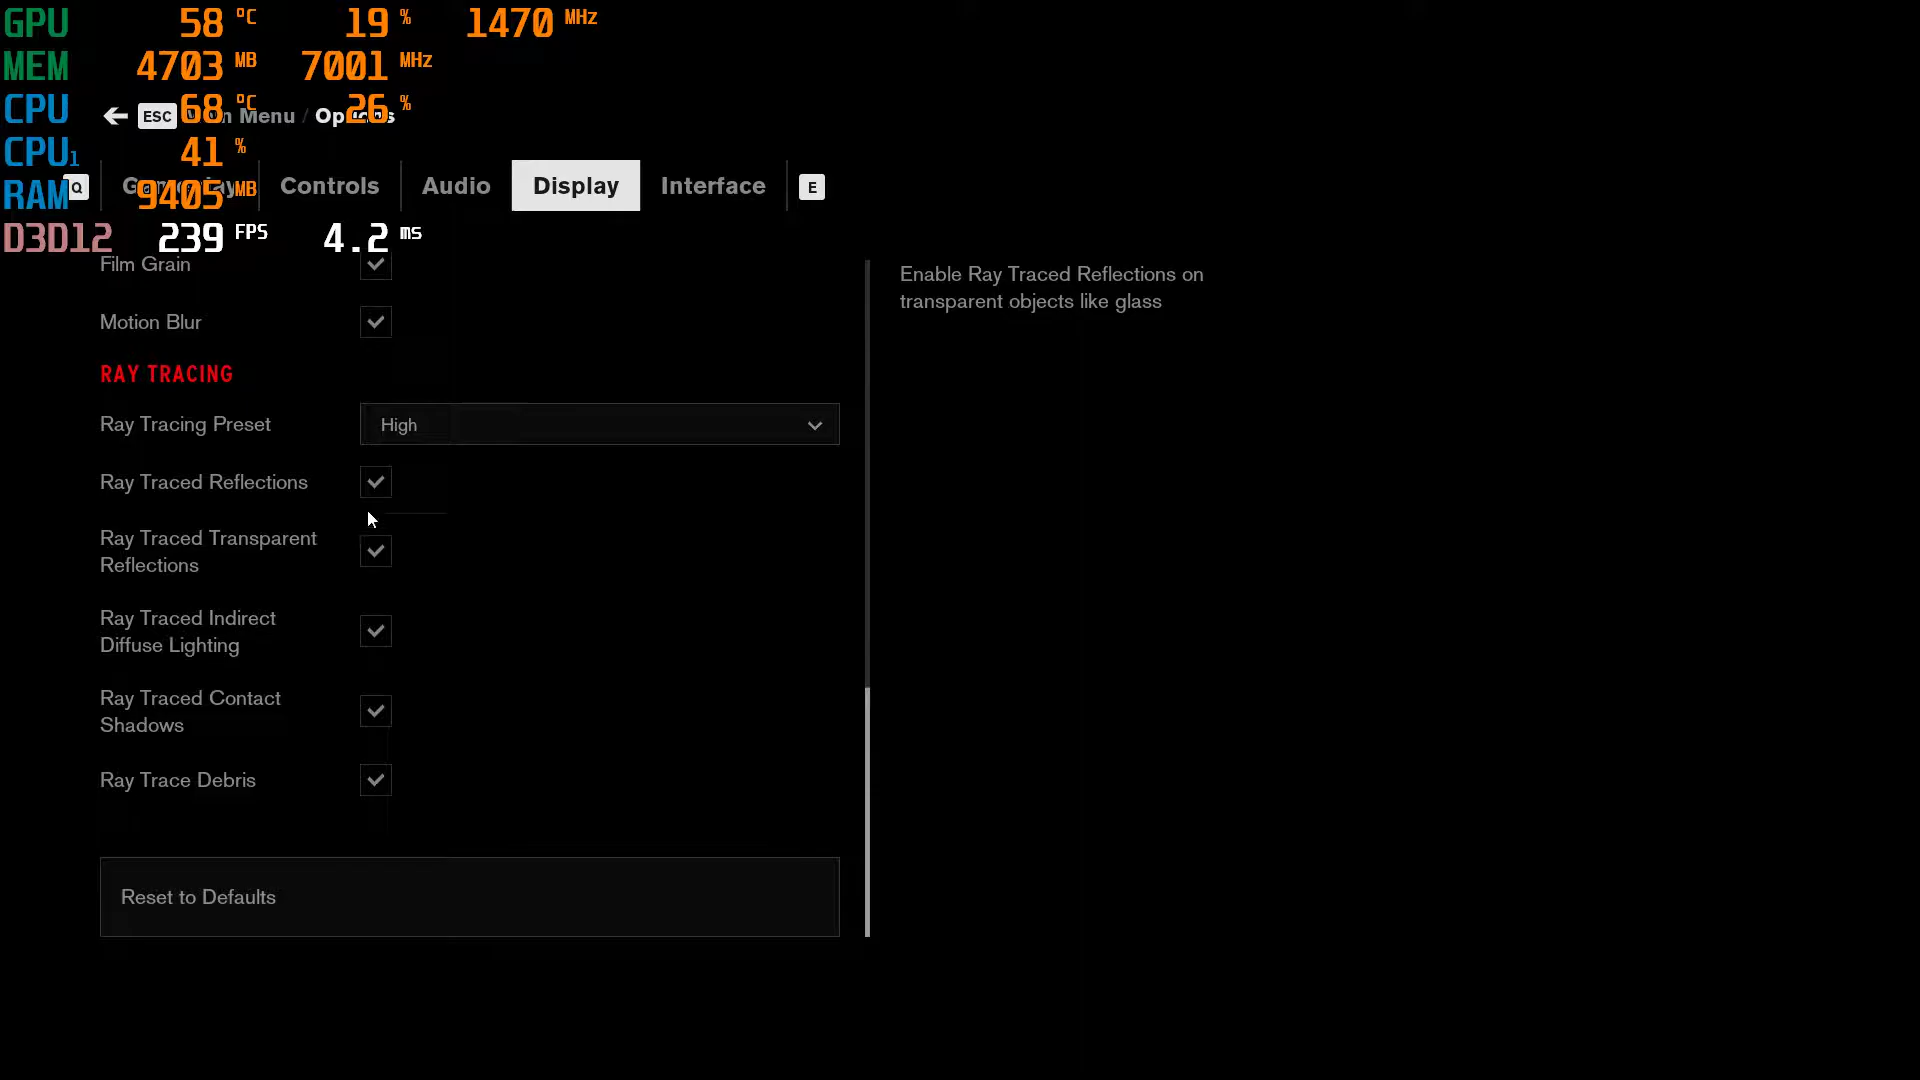 GPU 58 °C 19 % 1470 MHz
MEM 4703 MB 7001 MHz
CPU 68 °C 26 %
ESC Menu / Options
CPU1 41 %
RAM 9405 MB
Q Gameplay Controls Audio Display Interface E
D3D12 239 FPS 4.2 ms
Film Grain
Enable Ray Traced Reflections on
transparent objects like glass
Motion Blur
RAY TRACING
Ray Tracing Preset High
Ray Traced Reflections
Ray Traced Transparent
Reflections
Ray Traced Indirect
Diffuse Lighting
Ray Traced Contact
Shadows
Ray Trace Debris
Reset to Defaults